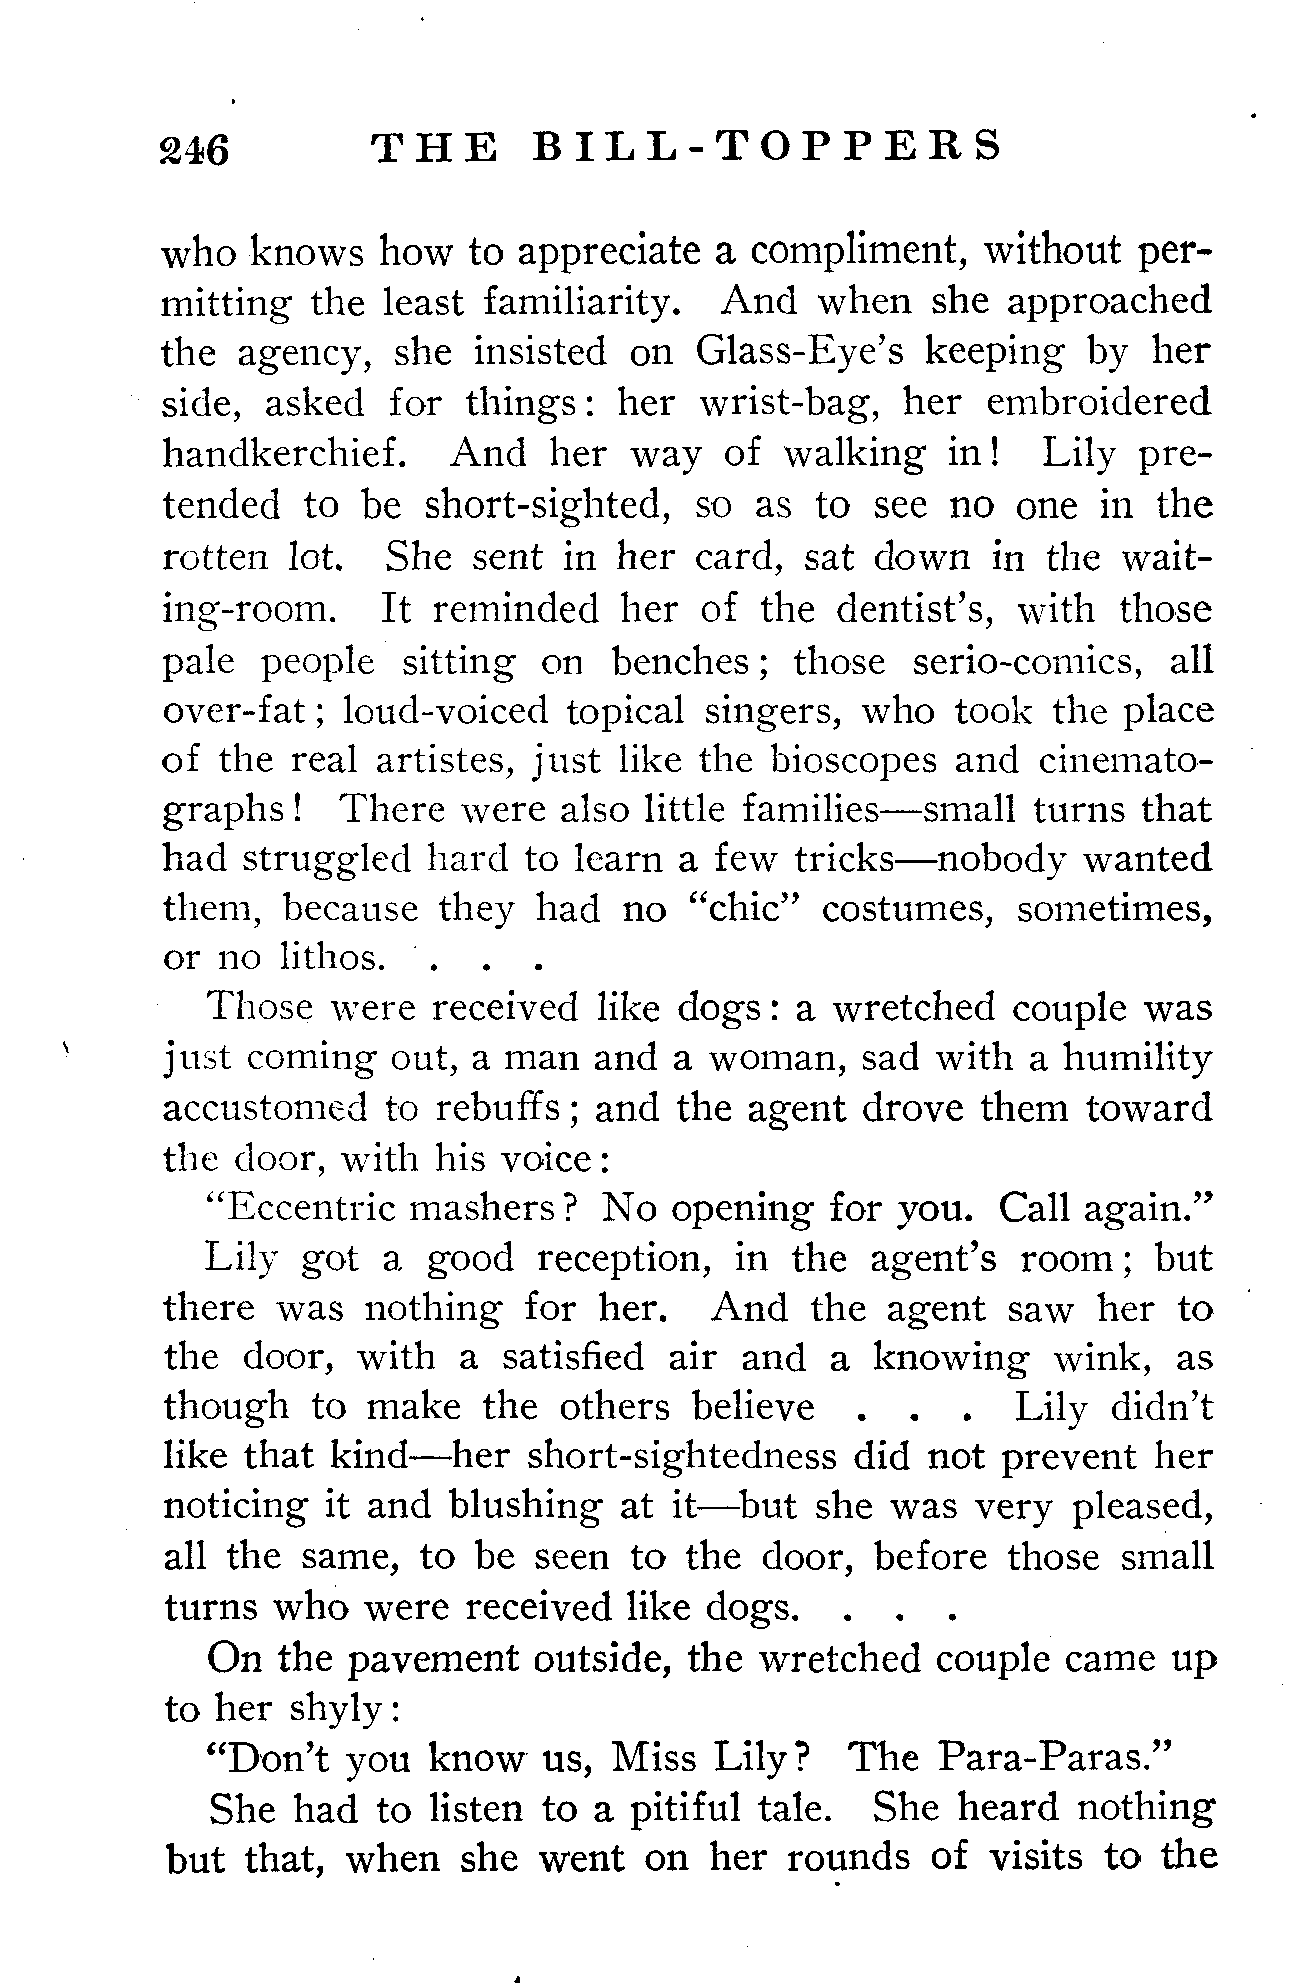 246 THE BILL-TOPPERS
who knows how to appreciate a compliment, without per-
mitting the least familiarity. And when she approached
the agency, she insisted on Glass-Eye's keeping by her
side, asked for things: her wrist-bag, her embroidered
handkerchief. And her way of walking in! Lily pre-
tended to be short-sighted, so as to see no one in the
rotten lot. She sent in her card, sat down in the wait-
ing-room. It reminded her of the dentist's, with those
pale people sitting on benches; those serio-comics, all
over-fat; loud-voiced topical singers, who took the place
of the real artistes, just like the bioscopes and cinemato-
graphs! There were also little families—small turns that
had struggled hard to learn a few tricks—nobody wanted
them, because they had no “chic” costumes, sometimes,
or no lithos. . . .
Those were received like dogs: a wretched couple was
just coming out, a man and a woman, sad with a humility
accustomed to rebuffs; and the agent drove them toward
the door, with his voice:
“Eccentric mashers? No opening for you. Call again.”
Lily got a good reception, in the agent's room; but
there was nothing for her. And the agent saw her to
the door, with a satisfied air and a knowing wink, as
though to make the others believe . . . Lily didn't
like that kind—her short-sightedness did not prevent her
noticing it and blushing at it—but she was very pleased,
all the same, to be seen to the door, before those small
turns who were received like dogs. . . .
On the pavement outside, the wretched couple came up
to her shyly:
“Don't you know us, Miss Lily? The Para-Paras.”
She had to listen to a pitiful tale. She heard nothing
but that, when she went on her rounds of visits to the